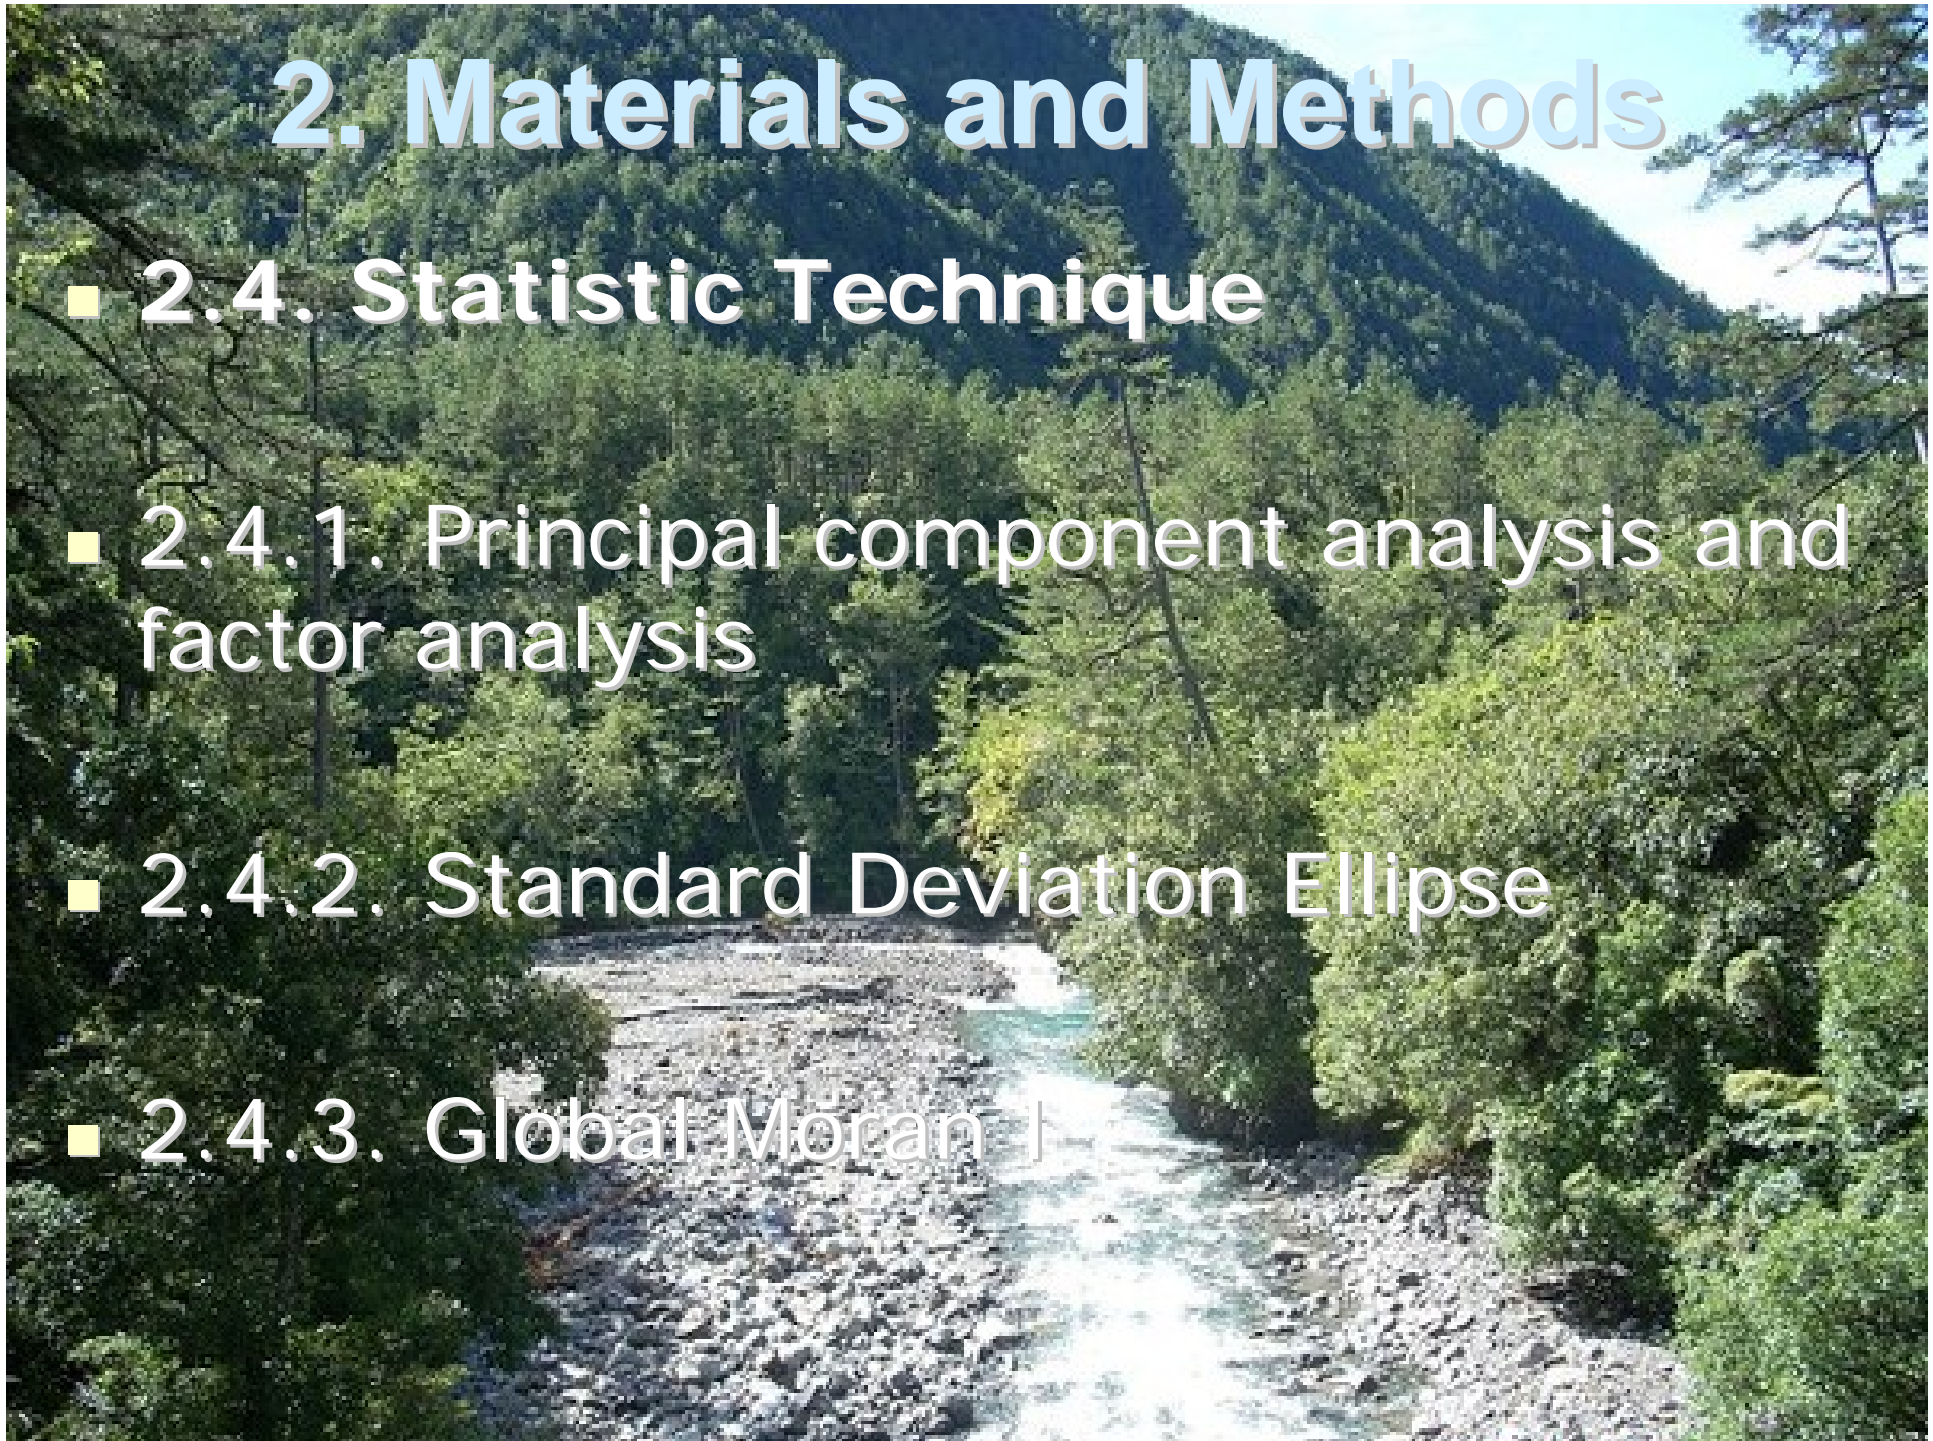 2. Materials and Methods
2.4. Statistic Technique
2.4.1. Principal component analysis and
factor analysis
2.4.2. Standard Deviation Ellipse
2.4.3. Global Moran I